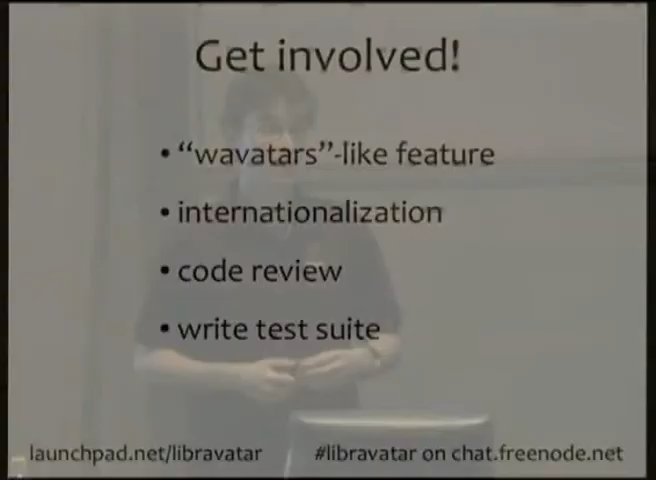 Get involved!
• “wavatars”-like feature
• internationalization
• code review
• write test suite
launchpad.net/libravatar #libravatar on chat.freenode.net